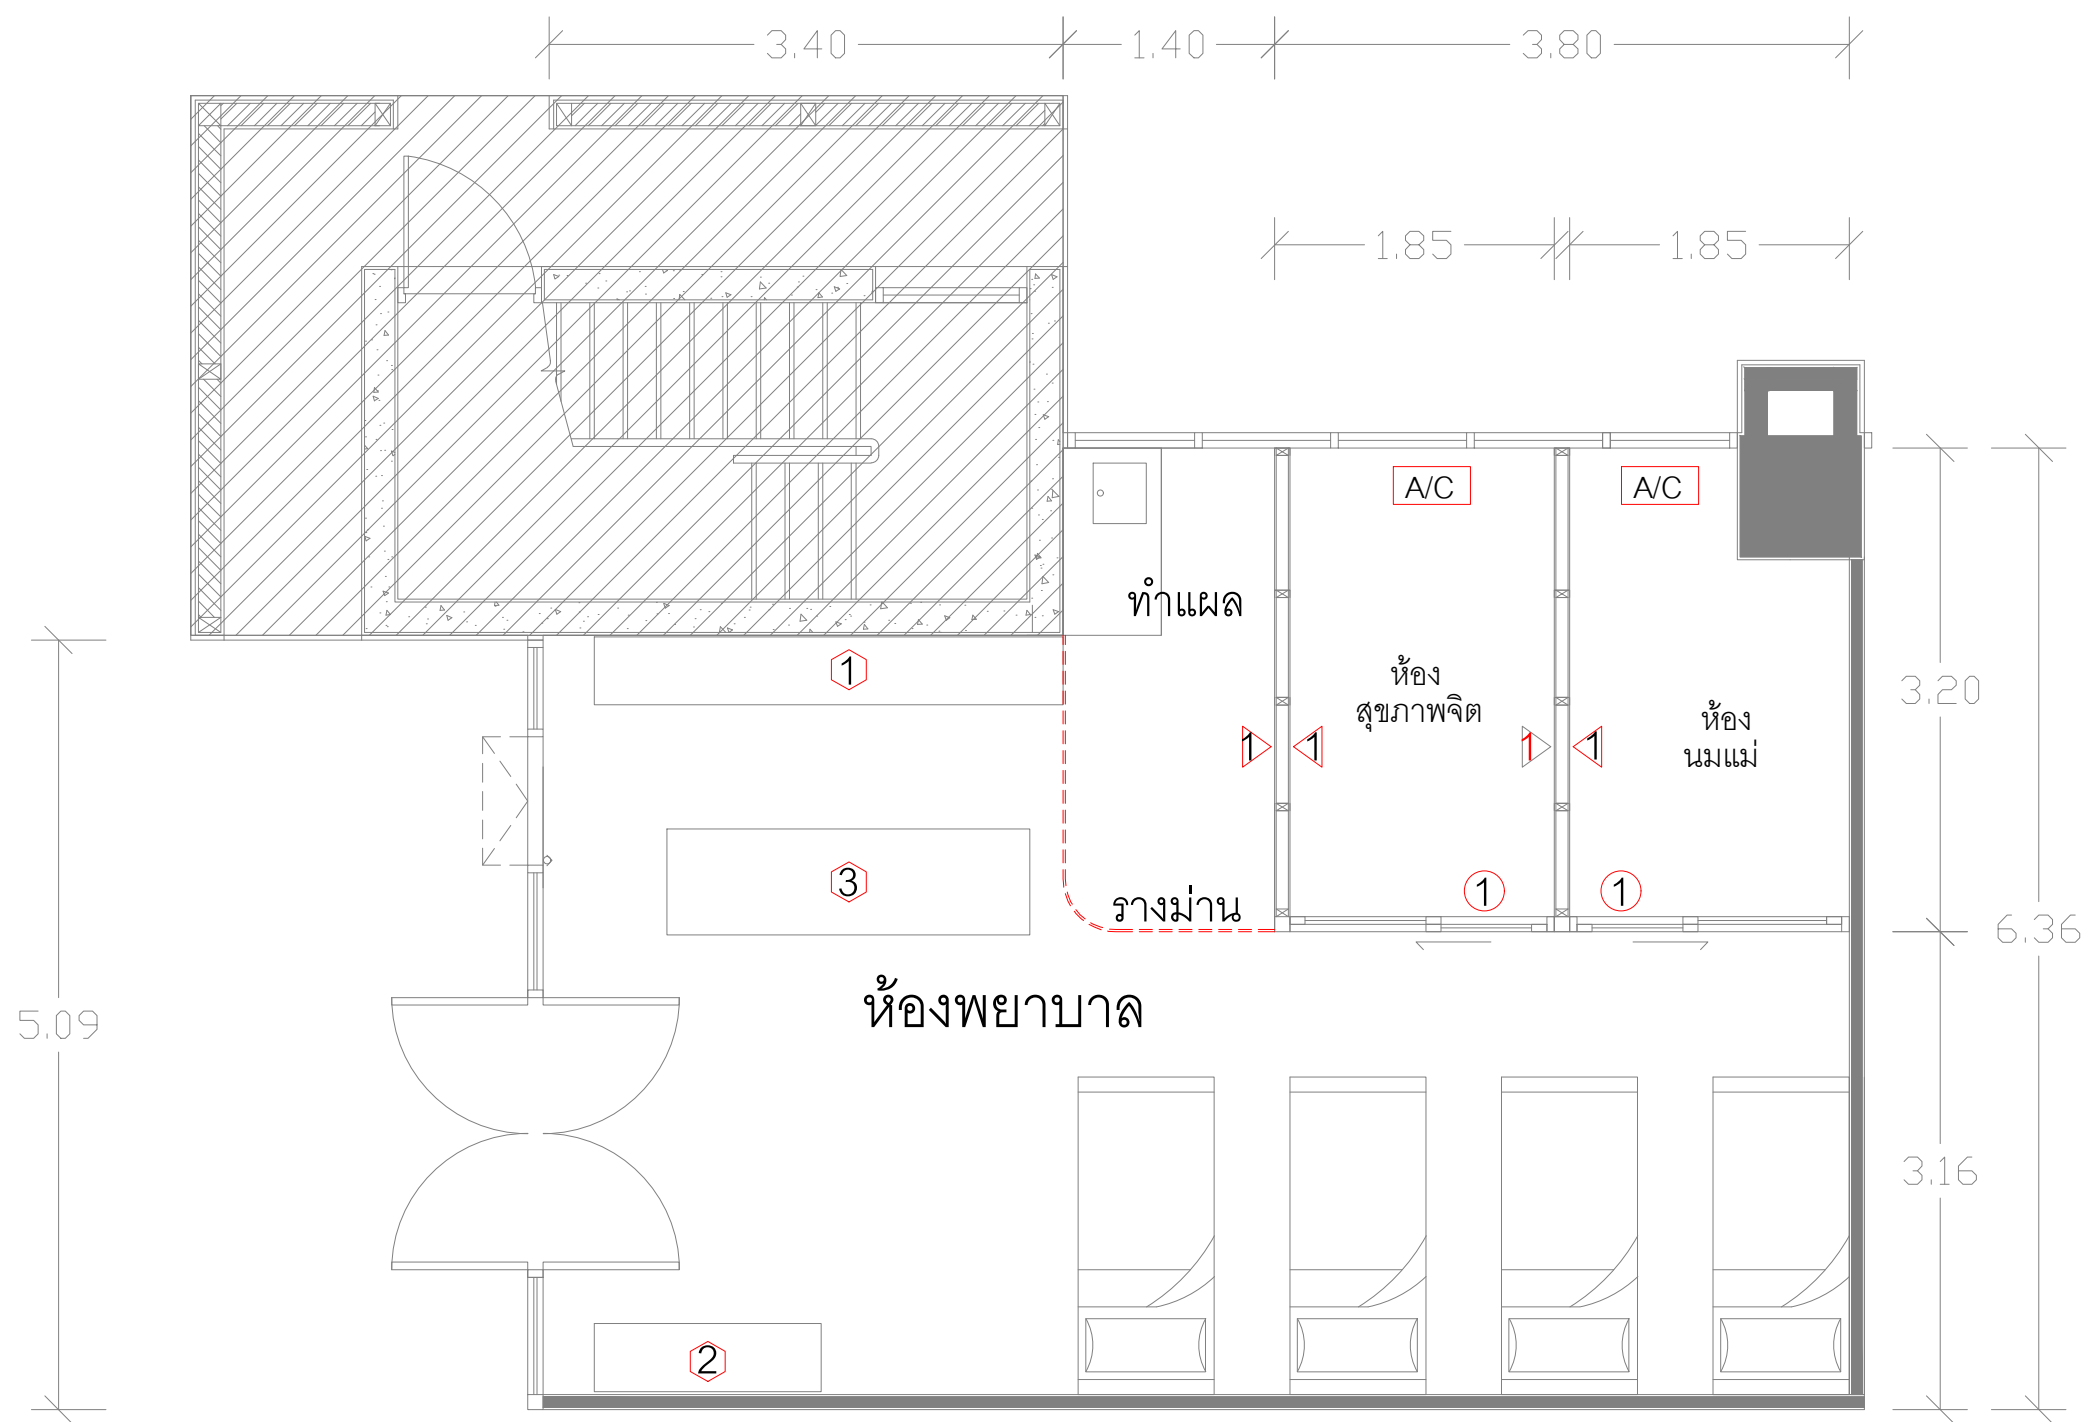 3.40
1.40
3.80
1.85
1.85
A/C
A/C
ทำแผล
1
ห้อง
สุขภาพจิต
ห้อง
นมแม่
3.20
1
1
1
1
3
1
1
รางม่าน
6.36
ห้องพยาบาล
5.09
3.16
2